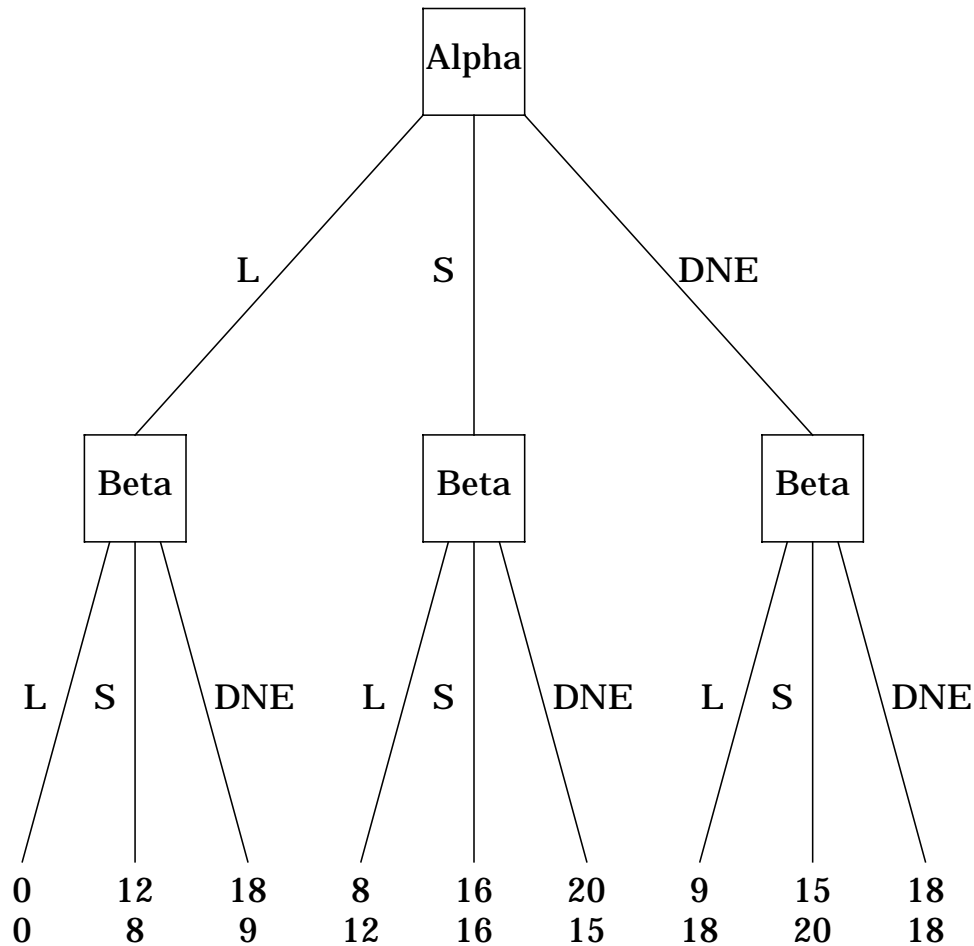 Alpha
L S DNE
Beta Beta Beta
L S DNE L S DNE L S DNE
0 12 18 8 16 20 9 15 18
0 8 9 12 16 15 18 20 18